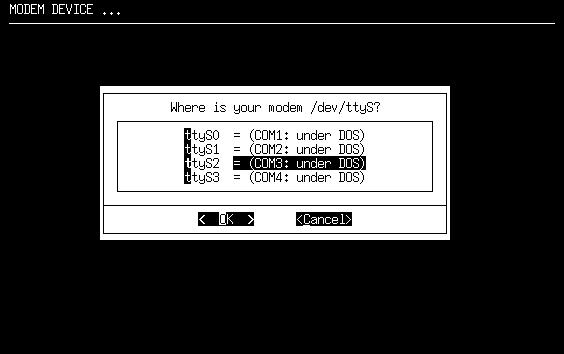 MODEM DEVICE ...
Where is your modem /dev/ttyS?
ttyS0 = (COM1: under DOS)
ttyS1 = (COM2: under DOS)
ttyS2 = (COM3: under DOS)
ttyS3 = (COM4: under DOS)
< OK > <Cancel>